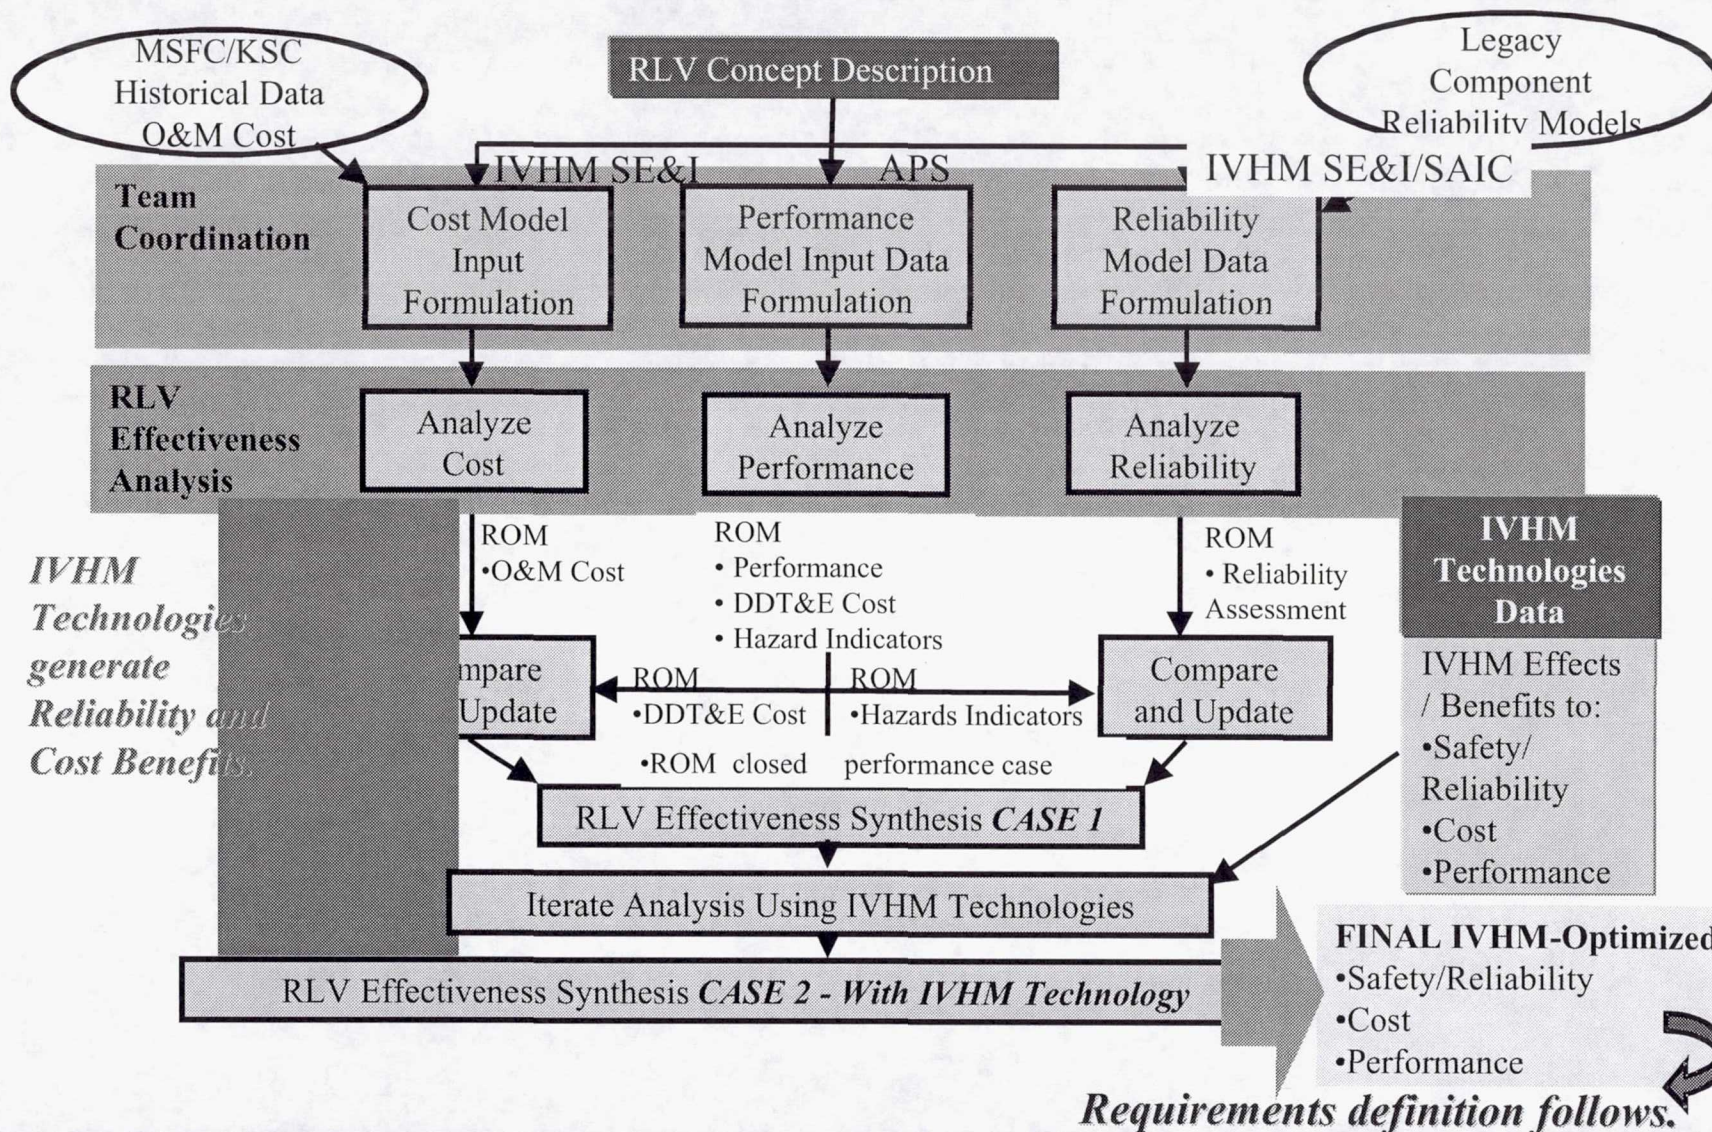 MSFC/KSC
Historical Data
O&M Cost
RLV Concept Description
Legacy
Component
Reliability Models
IVHM SE&I
APS
IVHM SE&I/SAIC
Team
Coordination
Cost Model
Input
Formulation
Performance
Model Input Data
Formulation
Reliability
Model Data
Formulation
RLV
Effectiveness
Analysis
Analyze
Cost
Analyze
Performance
Analyze
Reliability
IVHM
Technologies
generate
Reliability and
Cost Benefits.
ROM
•O&M Cost
ROM
• Performance
• DDT&E Cost
• Hazard Indicators
ROM
• Reliability
Assessment
IVHM
Technologies
Data
IVHM Effects
/ Benefits to:
•Safety/
Reliability
•Cost
•Performance
mpare
Update
ROM
•DDT&E Cost
ROM
•Hazards Indicators
Compare
and Update
•ROM closed performance case
RLV Effectiveness Synthesis CASE 1
Iterate Analysis Using IVHM Technologies
RLV Effectiveness Synthesis CASE 2 - With IVHM Technology
FINAL IVHM-Optimized
•Safety/Reliability
•Cost
•Performance
Requirements definition follows.